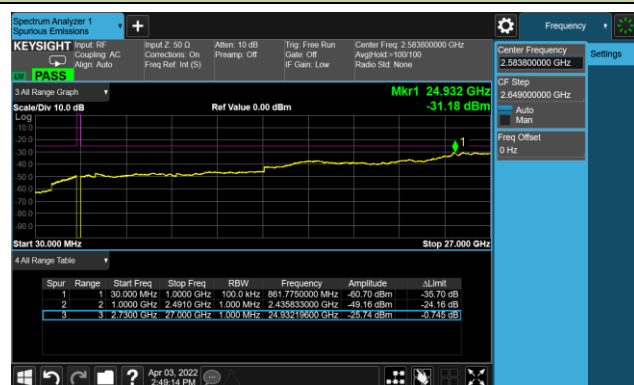 Spectrum Analyzer 1
Spurious Emissions
+
Frequency
KEYSIGHT
Input: RF
Coupling: AC
Align: Auto
Input Z: 50 Ω
Corrections: On
Freq Ref: Int (S)
Atten: 10 dB
Preamp: Off
Trig: Free Run
Gate: Off
IF Gain: Low
Center Freq: 2.583800000 GHz
Avg|Hold:>100/100
Radio Std: None
PASS
Center Frequency
2.583800000 GHz
Settings
CF Step
2.649000000 GHz
Auto
Man
Freq Offset
0 Hz
3 All Range Graph
Mkr1 24.932 GHz
Scale/Div 10.0 dB
Ref Value 0.00 dBm
-31.18 dBm
Log
-10.0
-20.0
-30.0
-40.0
-50.0
-60.0
-70.0
-80.0
-90.0
1
Start 30.000 MHz
Stop 27.000 GHz
4 All Range Table
Spur Range Start Freq Stop Freq RBW Frequency Amplitude ΔLimit
1 1 30.000 MHz 1.0000 GHz 100.0 kHz 861.7750000 MHz -60.70 dBm -35.70 dB
2 2 1.0000 GHz 2.4910 GHz 1.000 MHz 2.435833000 GHz -49.16 dBm -24.16 dB
3 3 2.7300 GHz 27.000 GHz 1.000 MHz 24.93219600 GHz -25.74 dBm -0.745 dB
?
Apr 03, 2022
2:49:14 PM